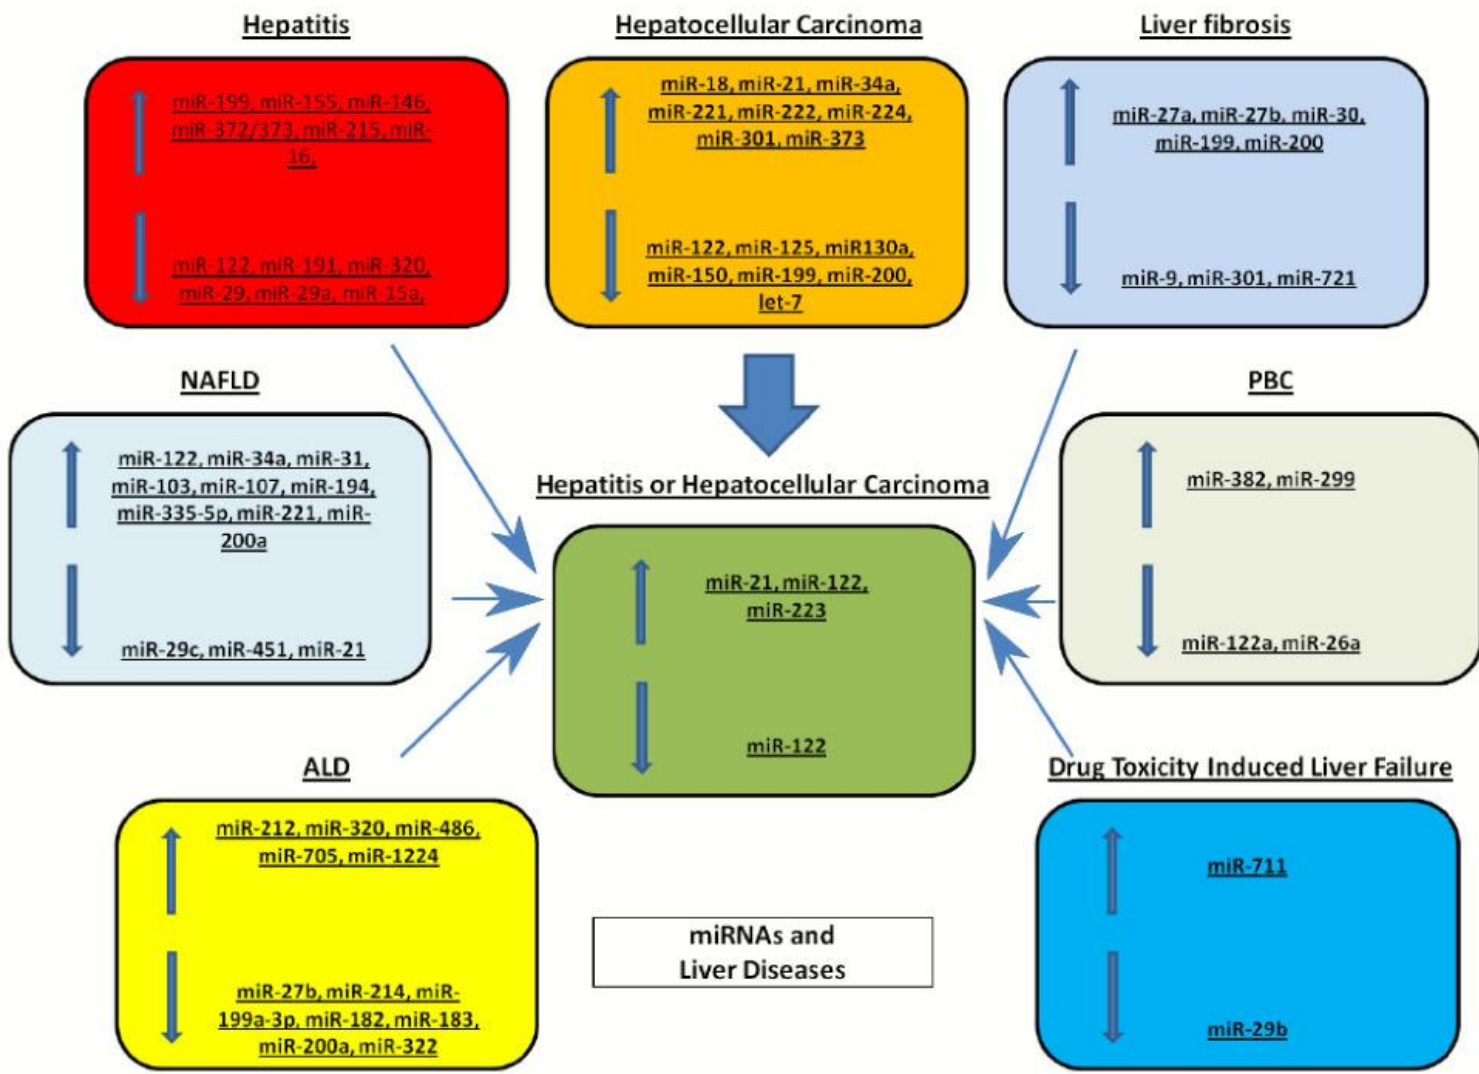 Hepatitis
miR-199, miR-155, miR-146,
miR-372/373, miR-215, miR-
16,
miR-122, miR-191, miR-320,
miR-29, miR-29a, miR-15a,
Hepatocellular Carcinoma
miR-18, miR-21, miR-34a,
miR-221, miR-222, miR-224,
miR-301, miR-373
miR-122, miR-125, miR130a,
miR-150, miR-199, miR-200,
let-7
Liver fibrosis
miR-27a, miR-27b, miR-30,
miR-199, miR-200
miR-9, miR-301, miR-721
NAFLD
miR-122, miR-34a, miR-31,
miR-103, miR-107, miR-194,
miR-335-5p, miR-221, miR-
200a
miR-29c, miR-451, miR-21
Hepatitis or Hepatocellular Carcinoma
miR-21, miR-122,
miR-223
miR-122
PBC
miR-382, miR-299
miR-122a, miR-26a
ALD
miR-212, miR-320, miR-486,
miR-705, miR-1224
miR-27b, miR-214, miR-
199a-3p, miR-182, miR-183,
miR-200a, miR-322
miRNAs and
Liver Diseases
Drug Toxicity Induced Liver Failure
miR-711
miR-29b